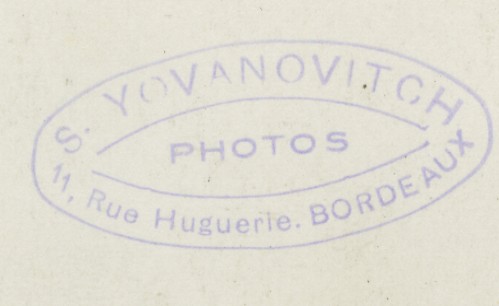 S. YOVANOVITCH
PHOTOS
11, Rue Huguerie. BORDEAUX